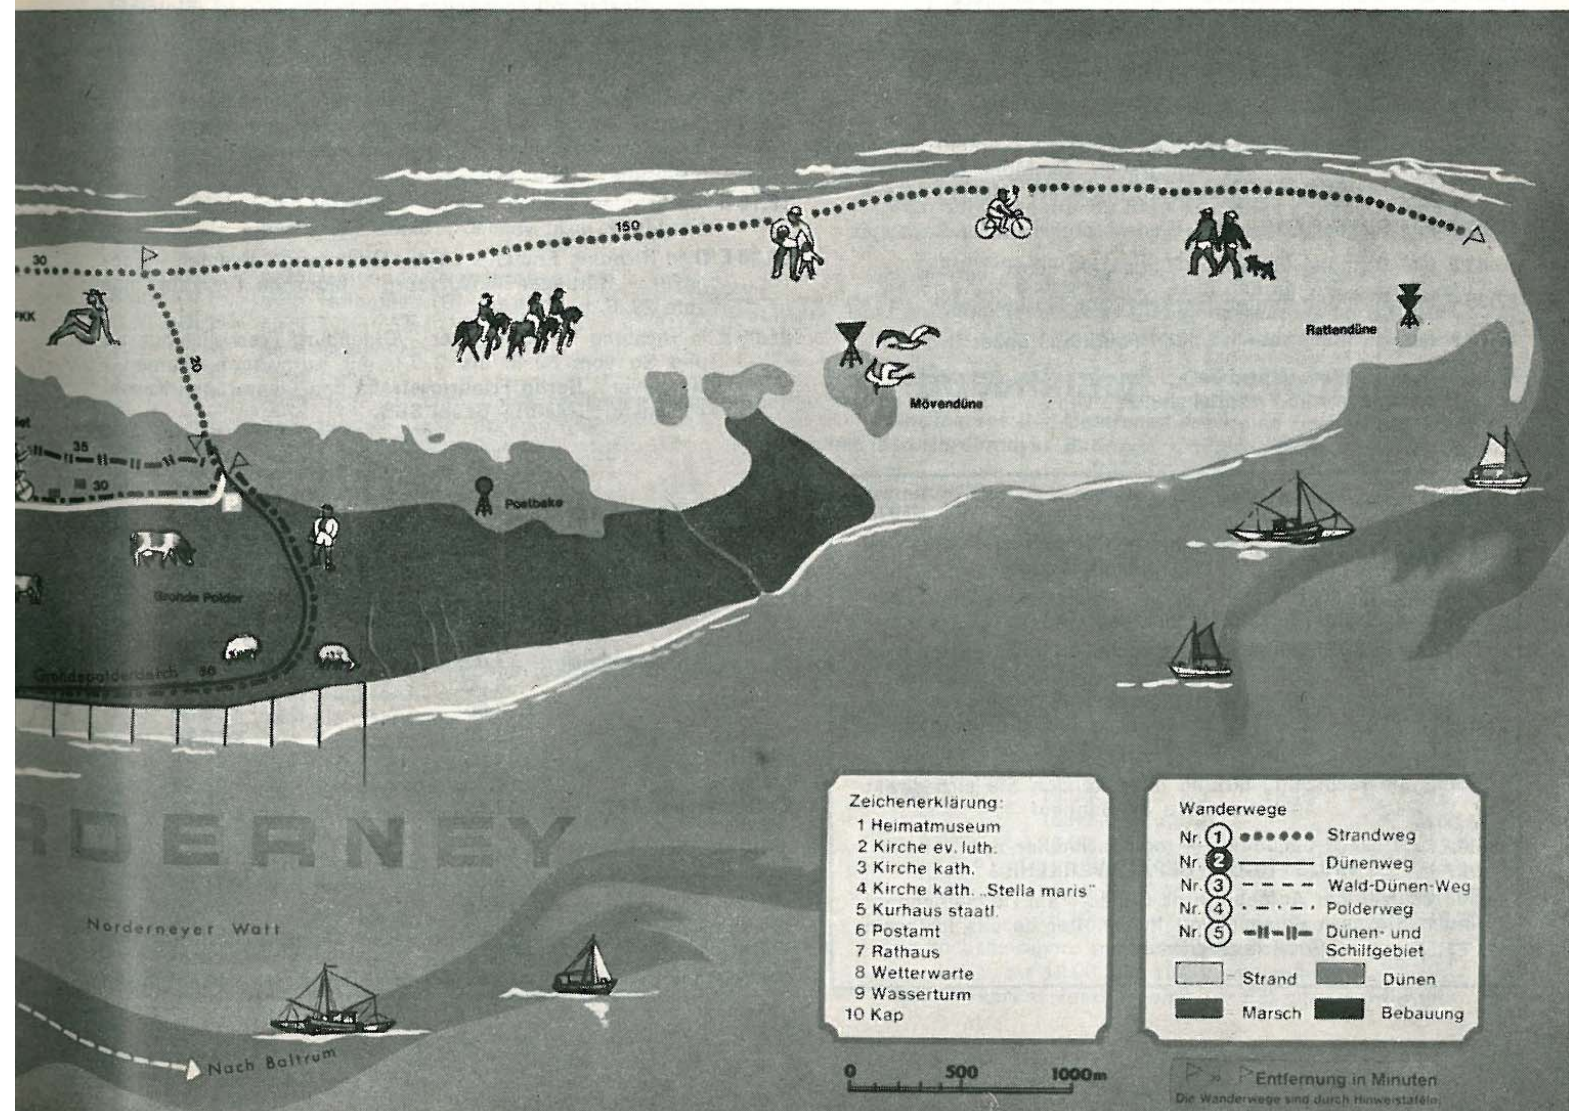 30
150
FKK
20
Rattendüne
Mövendüne
35
30
Postbake
Grohde Polder
Grohdepolderdeich 50
RDERNEY
Norderneyer Watt
Nach Baltrum
Zeichenerklärung:
1 Heimatmuseum
2 Kirche ev. luth.
3 Kirche kath.
4 Kirche kath. „Stella maris"
5 Kurhaus staatl.
6 Postamt
7 Rathaus
8 Wetterwarte
9 Wasserturm
10 Kap
Wanderwege
Nr. 1 Strandweg
Nr. 2 Dünenweg
Nr. 3 Wald-Dünen-Weg
Nr. 4 Polderweg
Nr. 5 Dünen- und
Schilfgebiet
Strand Dünen
Marsch Bebauung
0 500 1000m
Entfernung in Minuten
Die Wanderwege sind durch Hinweistafeln